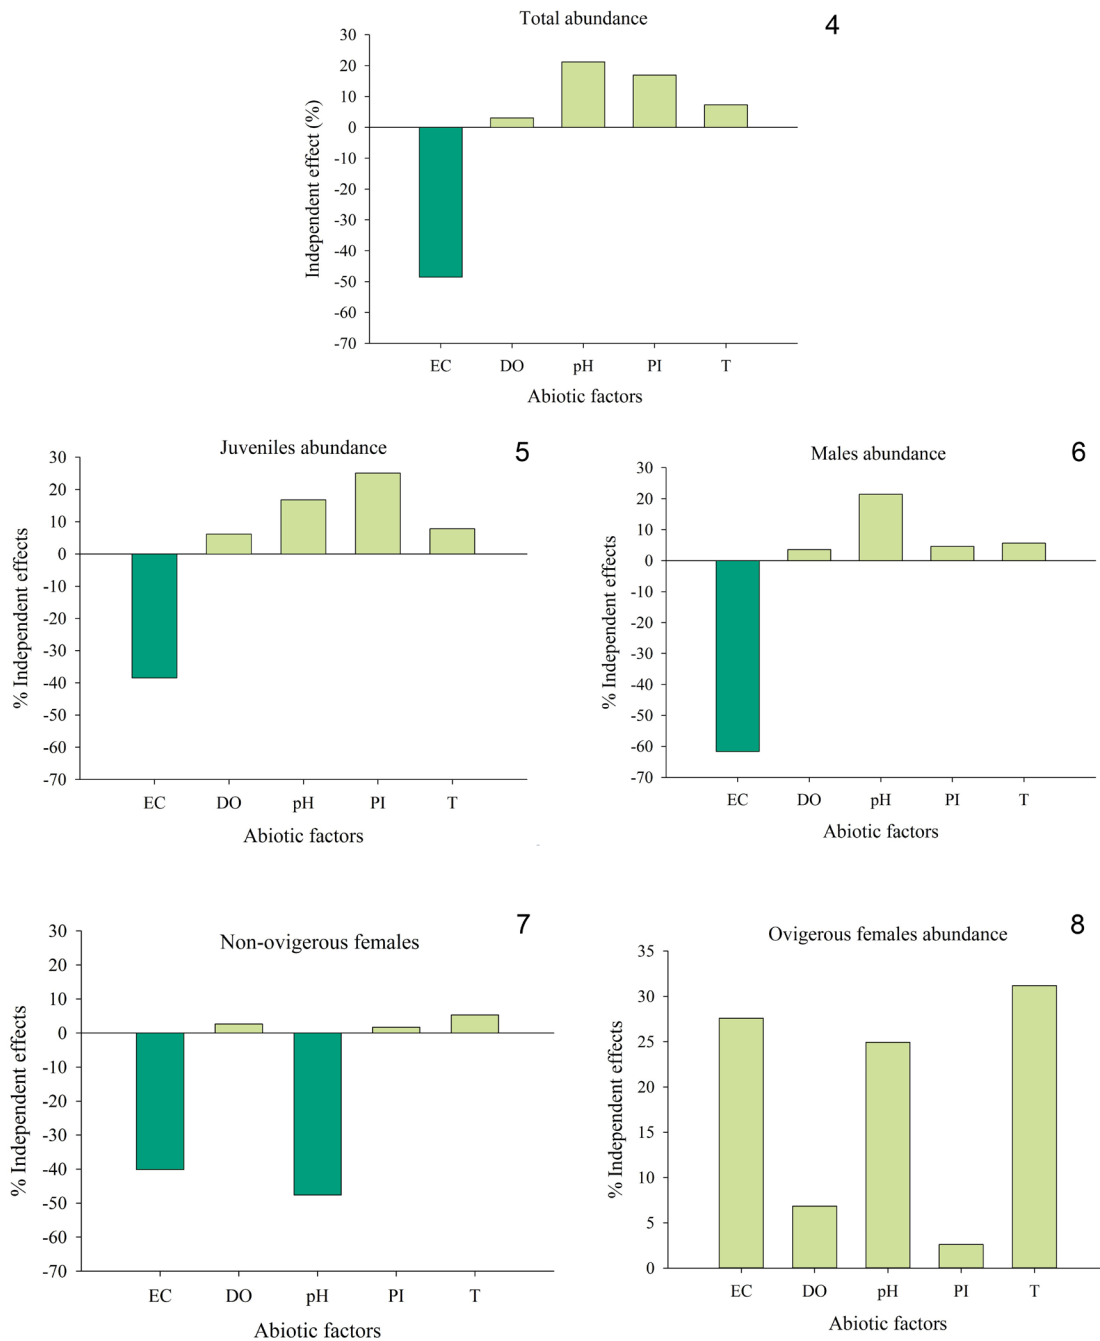 Total abundance
4
30
20
10
0
-10
-20
-30
-40
-50
-60
-70
Independent effect (%)
EC DO pH PI T
Abiotic factors
Juveniles abundance
5
30
20
10
0
-10
-20
-30
-40
-50
-60
-70
% Independent effects
EC DO pH PI T
Abiotic factors
Males abundance
6
30
20
10
0
-10
-20
-30
-40
-50
-60
-70
% Independent effects
EC DO pH PI T
Abiotic factors
Non-ovigerous females
7
30
20
10
0
-10
-20
-30
-40
-50
-60
-70
% Independent effects
EC DO pH PI T
Abiotic factors
Ovigerous females abundance
8
35
30
25
20
15
10
5
0
% Independent effects
EC DO pH PI T
Abiotic factors